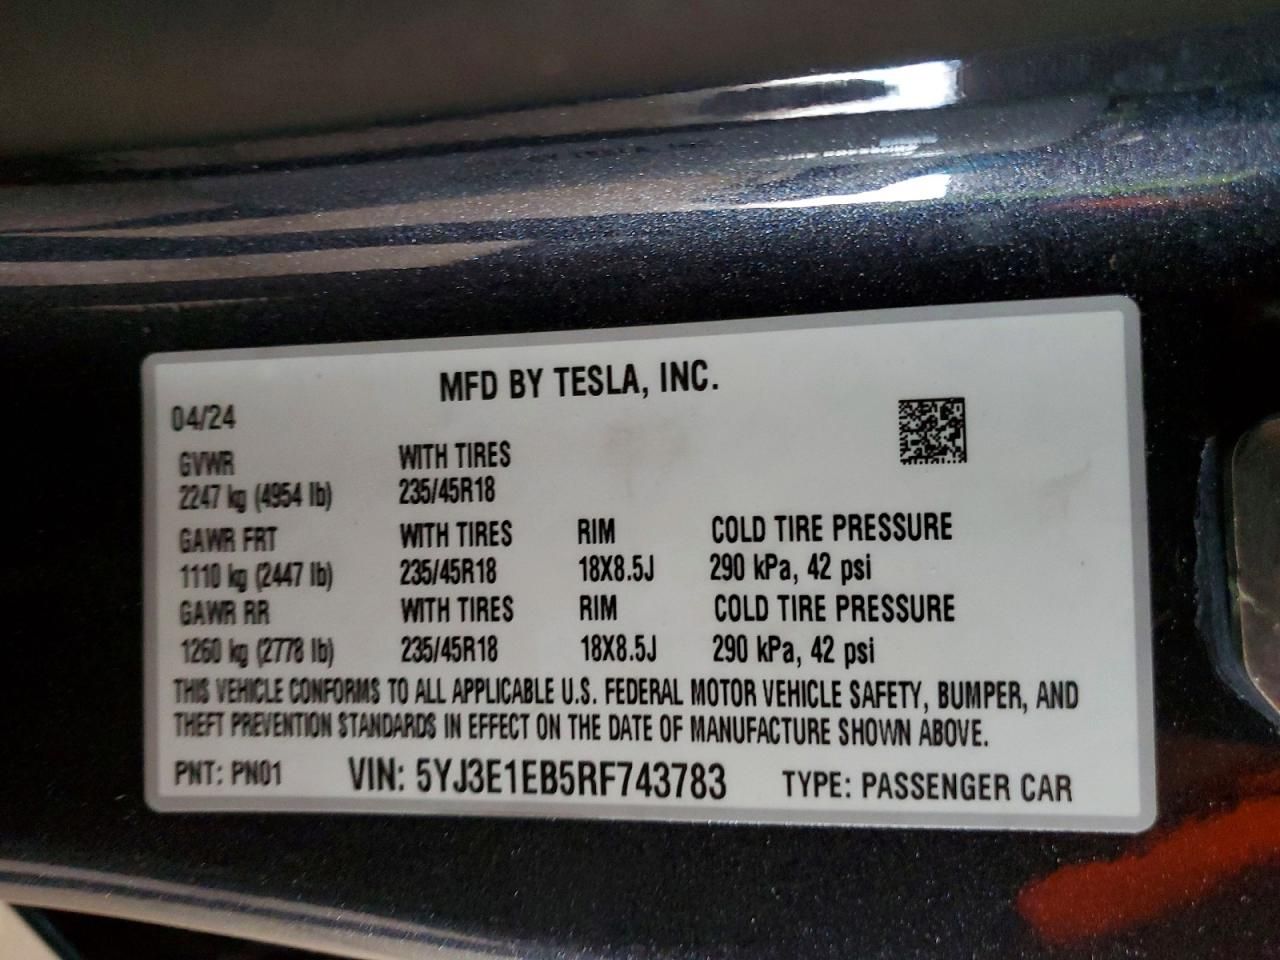 MFD BY TESLA, INC.
04/24
GVWR WITH TIRES
2247 kg (4954 lb) 235/45R18
GAWR FRT WITH TIRES RIM COLD TIRE PRESSURE
1110 kg (2447 lb) 235/45R18 18X8.5J 290 kPa, 42 psi
GAWR RR WITH TIRES RIM COLD TIRE PRESSURE
1260 kg (2778 lb) 235/45R18 18X8.5J 290 kPa, 42 psi
THIS VEHICLE CONFORMS TO ALL APPLICABLE U.S. FEDERAL MOTOR VEHICLE SAFETY, BUMPER, AND
THEFT PREVENTION STANDARDS IN EFFECT ON THE DATE OF MANUFACTURE SHOWN ABOVE.
PNT: PN01 VIN: 5YJ3E1EB5RF743783 TYPE: PASSENGER CAR